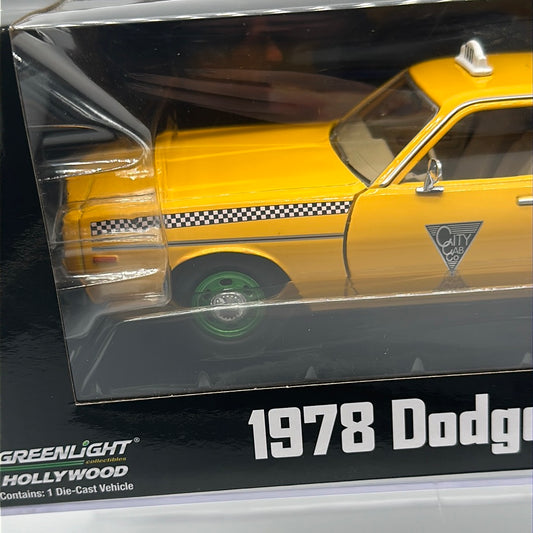 CITY
CAB
CO.
1978 Dodge
GREENLIGHT
collectibles
HOLLYWOOD
Contains: 1 Die-Cast Vehicle